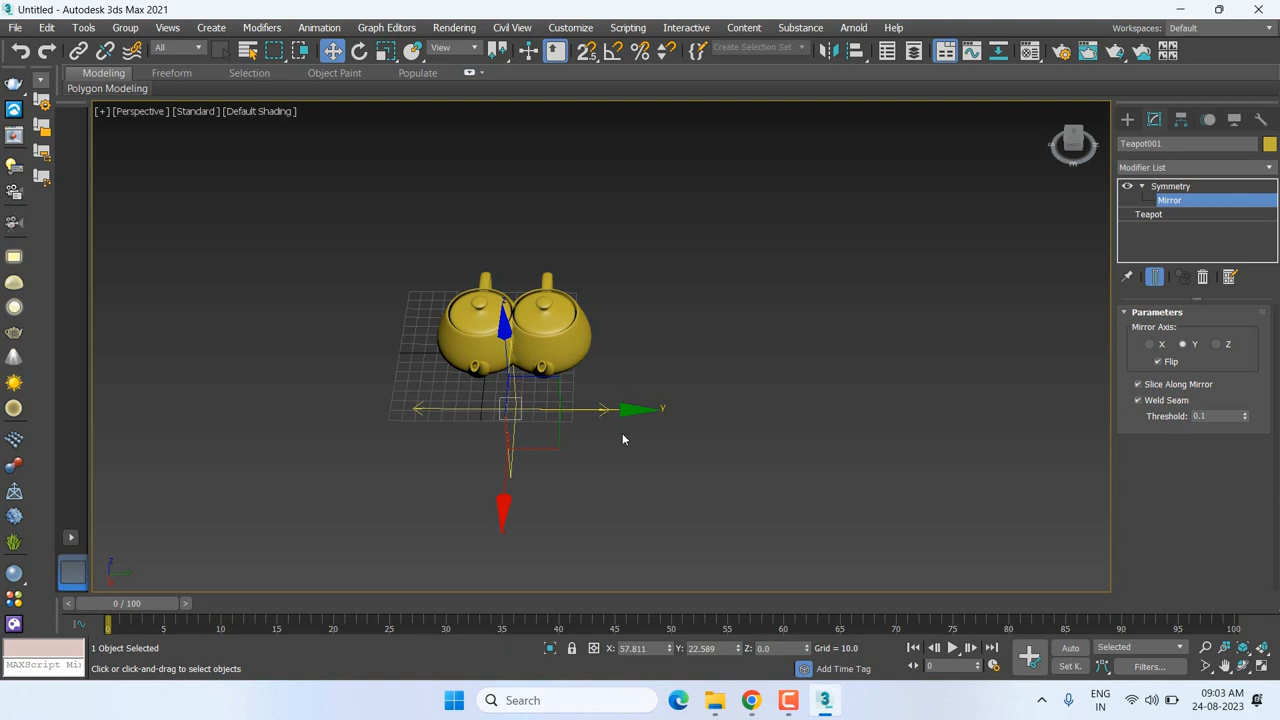 Untitled - Autodesk 3ds Max 2021
File Edit Tools Group Views Create Modifiers Animation Graph Editors Rendering Civil View Customize Scripting Interactive Content Substance Arnold Help Workspaces: Default
All View Create Selection Set
Modeling Freeform Selection Object Paint Populate
Polygon Modeling
[+] [Perspective ] [Standard ] [Default Shading ]
Teapot001
Modifier List
Symmetry
Mirror
Teapot
Parameters
Mirror Axis:
X Y Z
Flip
Slice Along Mirror
Weld Seam
Threshold: 0.1
y
z
0 / 100
0 5 10 15 20 25 30 35 40 45 50 55 60 65 70 75 80 85 90 95 100
1 Object Selected X: 57.811 Y: 22.589 Z: 0.0 Grid = 10.0 Auto Selected
MAXScript Mi Click or click-and-drag to select objects Add Time Tag 0 Set K. Filters...
Search
ENG
IN
09:03 AM
24-08-2023